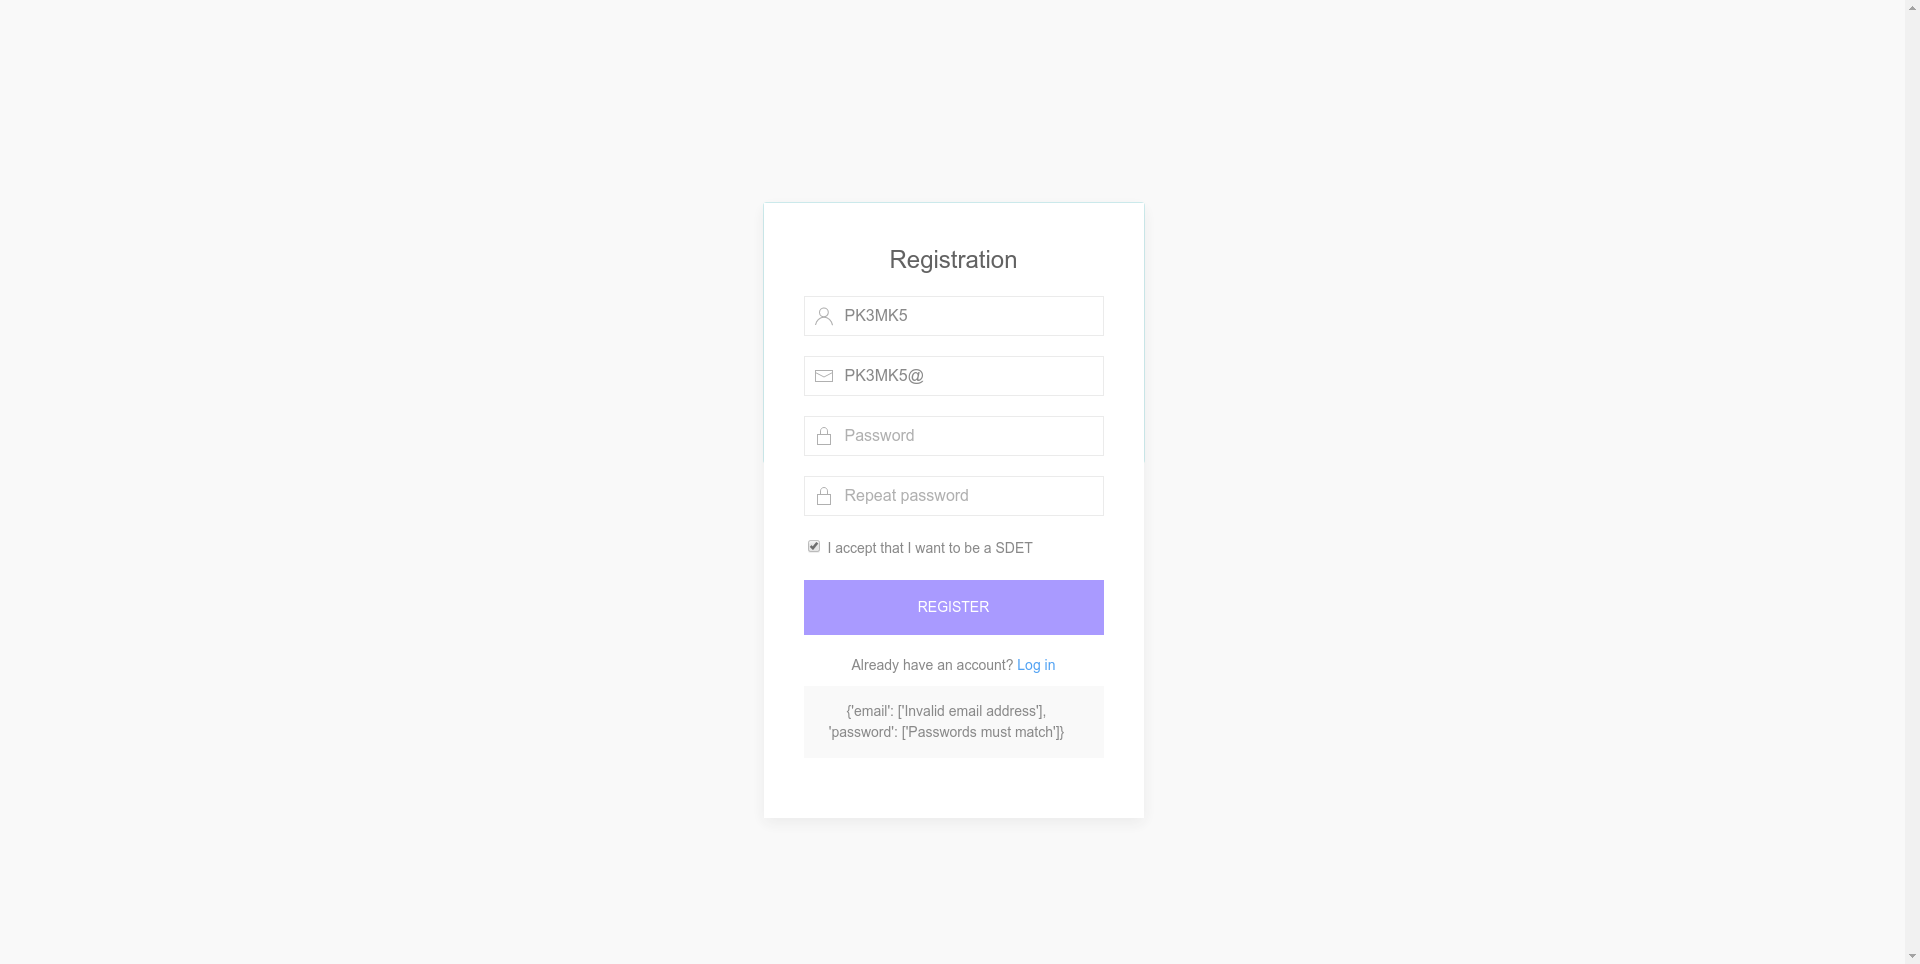 Registration
PK3MK5
PK3MK5@
Password
Repeat password
I accept that I want to be a SDET
REGISTER
Already have an account? Log in
{'email': ['Invalid email address'],
'password': ['Passwords must match']}